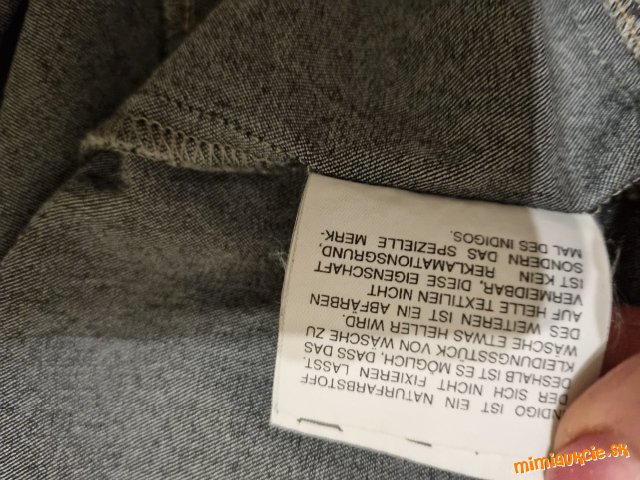 INDIGO IST EIN NATURFARBSTOFF
DER SICH NICHT FIXIEREN LÄSST.
DESHALB IST ES MÖGLICH, DASS DAS
KLEIDUNGSSTÜCK VON WÄSCHE ZU
WÄSCHE ETWAS HELLER WIRD.
DES WEITEREN IST EIN ABFÄRBEN
AUF HELLE TEXTILIEN NICHT
VERMEIDBAR, DIESE EIGENSCHAFT
IST KEIN REKLAMATIONSGRUND,
SONDERN DAS SPEZIELLE MERK-
MAL DES INDIGOS.
mimiaukcie.sk